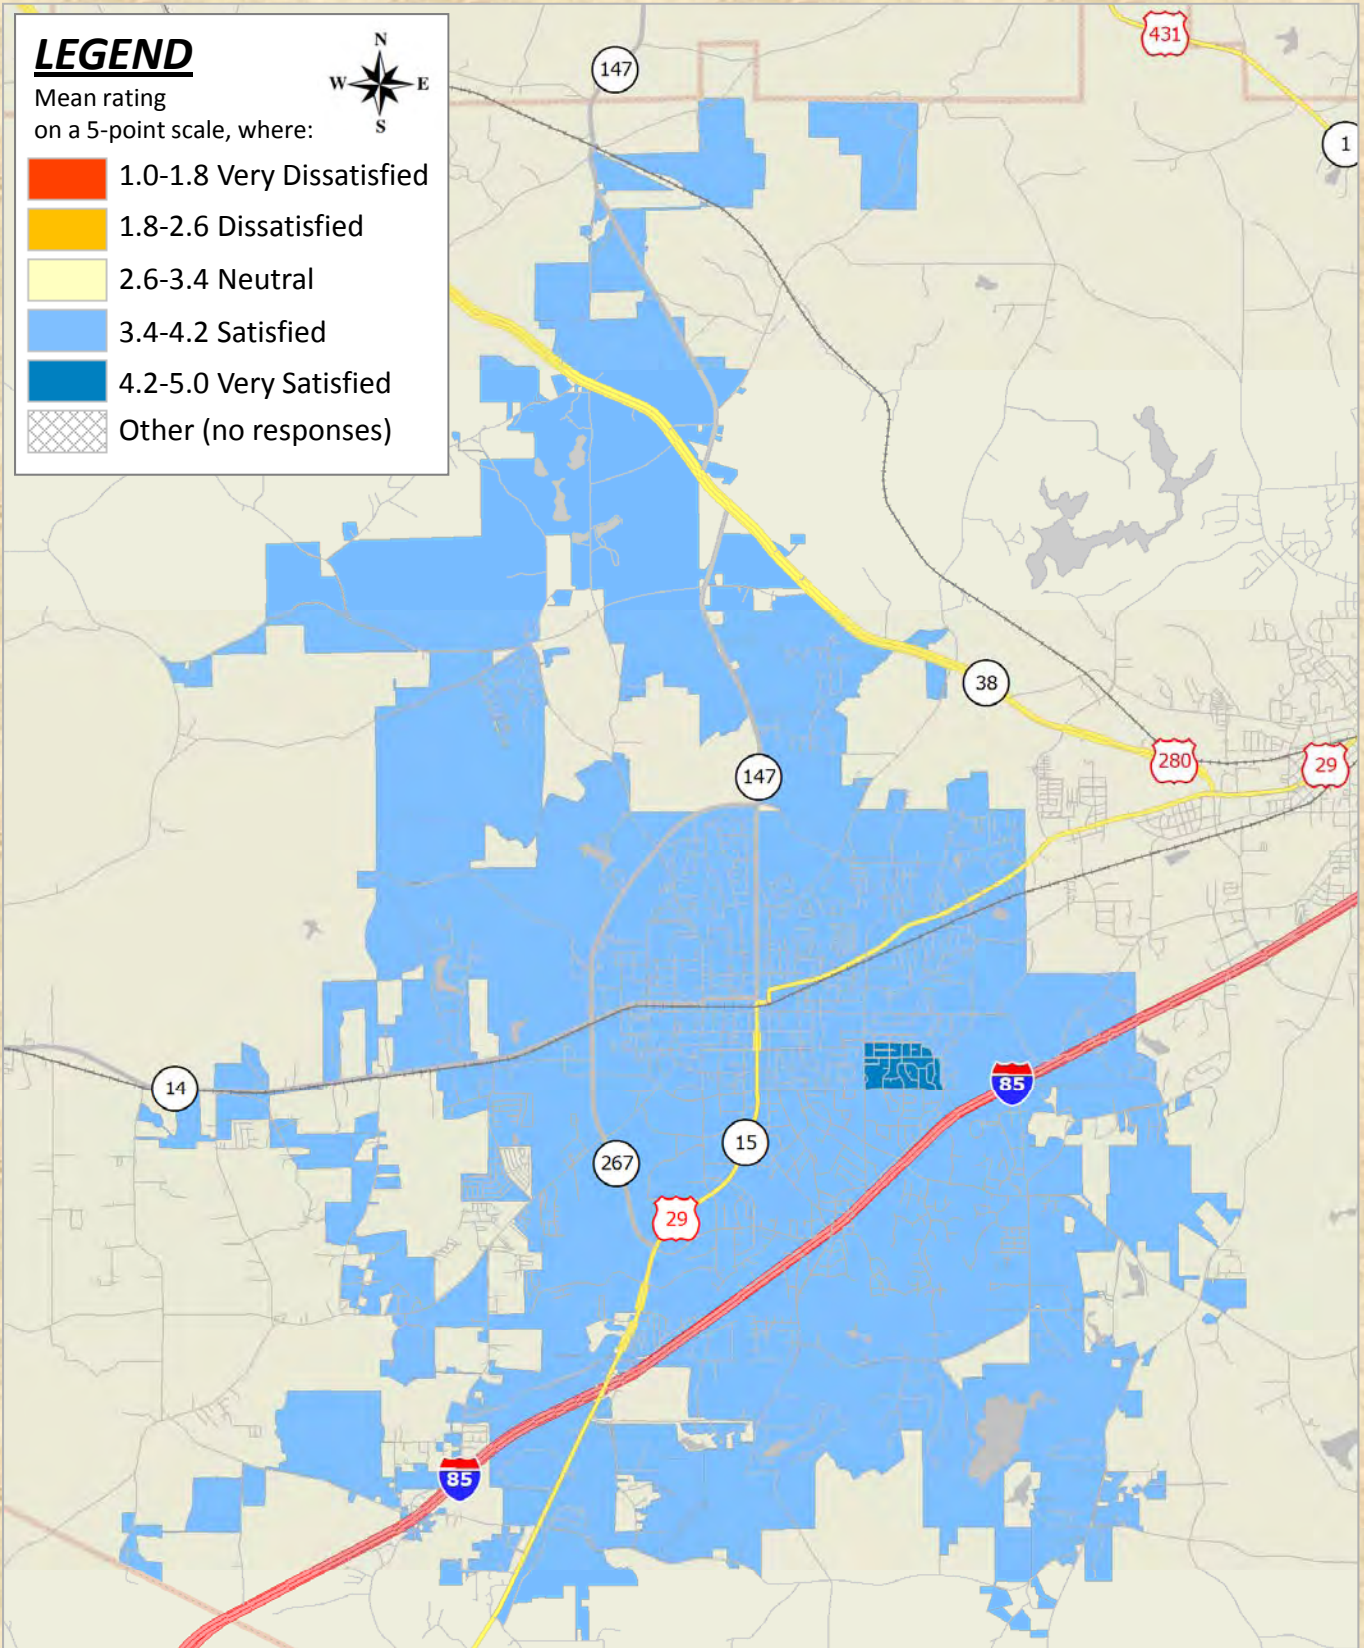 LEGEND
Mean rating
on a 5-point scale, where:
1.0-1.8 Very Dissatisfied
1.8-2.6 Dissatisfied
2.6-3.4 Neutral
3.4-4.2 Satisfied
4.2-5.0 Very Satisfied
Other (no responses)
N
W E
S
147
431
1
38
280
29
147
14
85
15
267
29
85